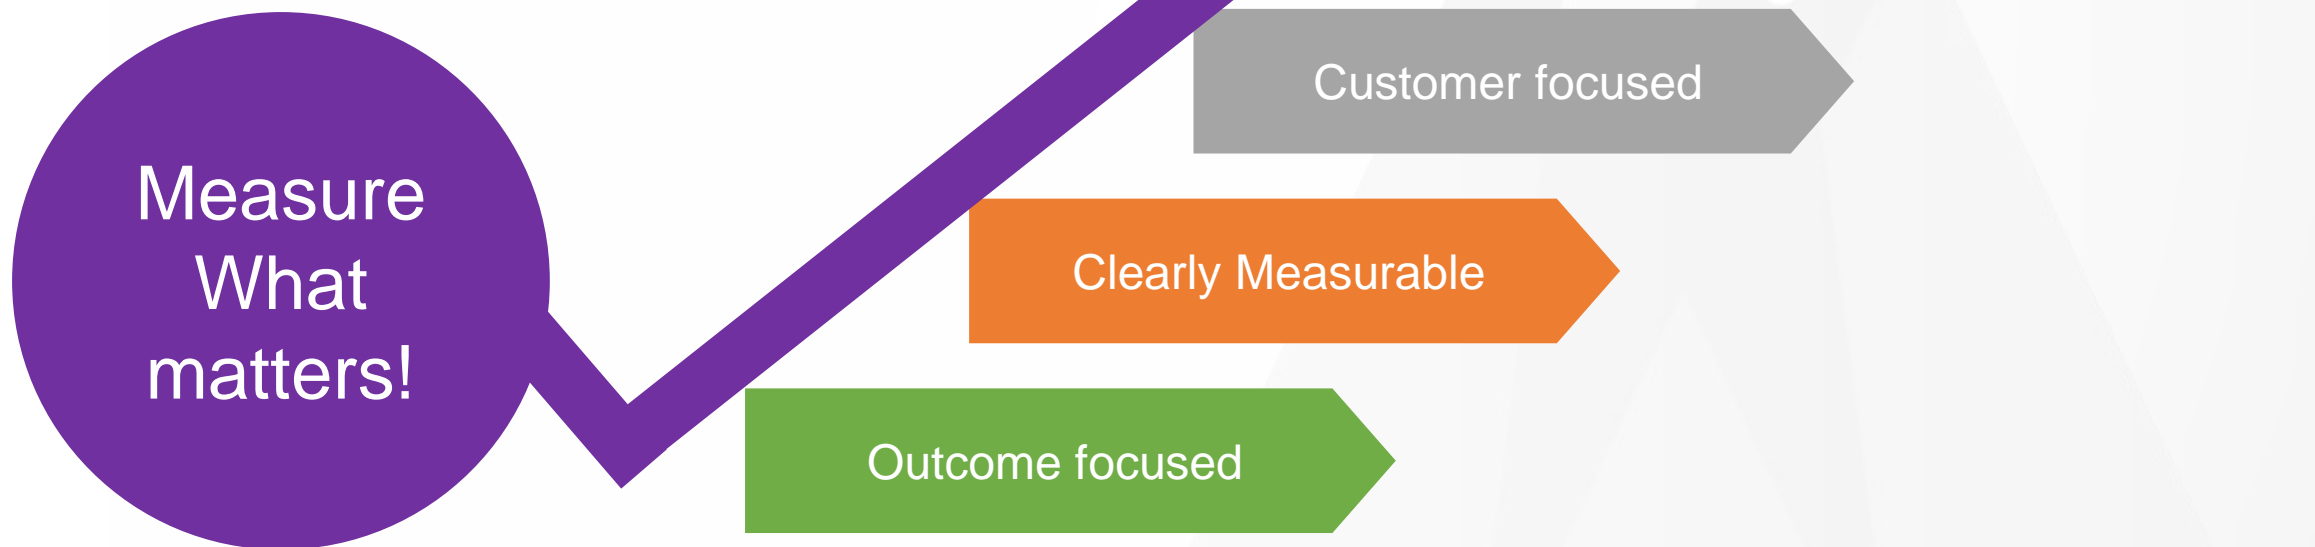 Measure
What
matters!
Customer focused
Clearly Measurable
Outcome focused